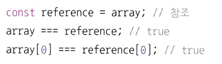 const reference = array; // 참조
array === reference; // true
array[0] === reference[0]; // true